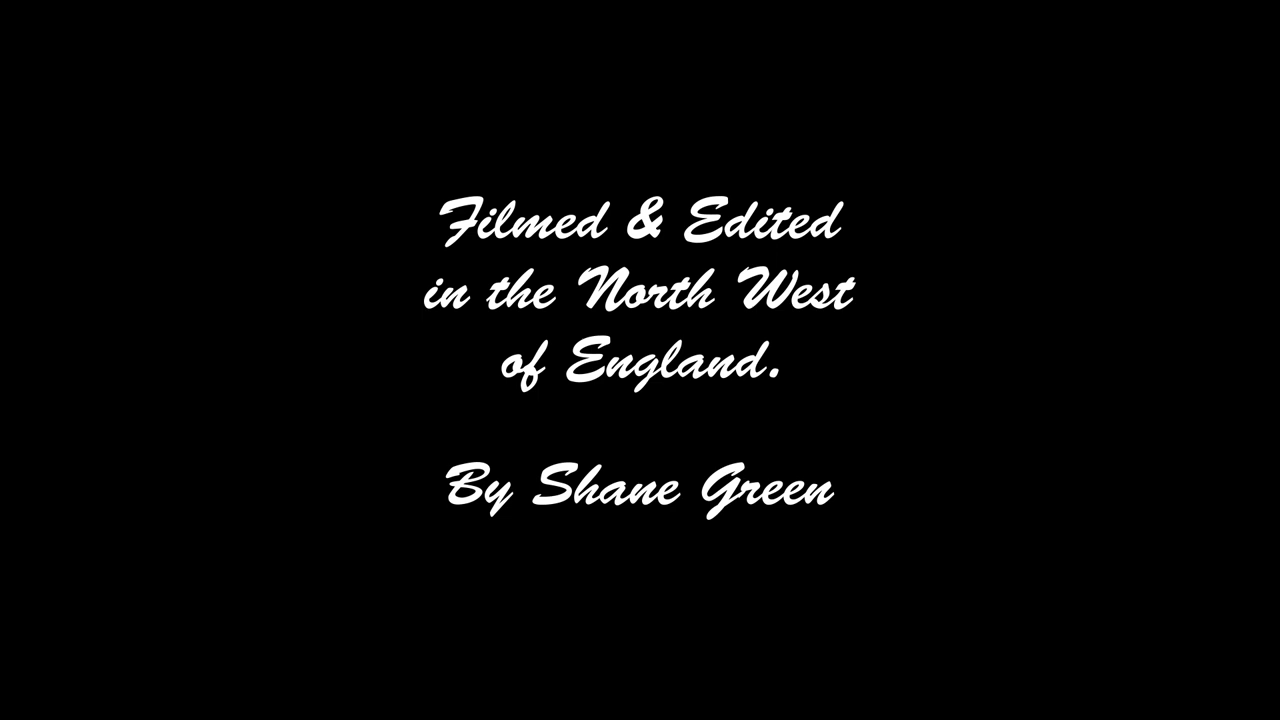 Filmed & Edited
in the North West
of England.
By Shane Green